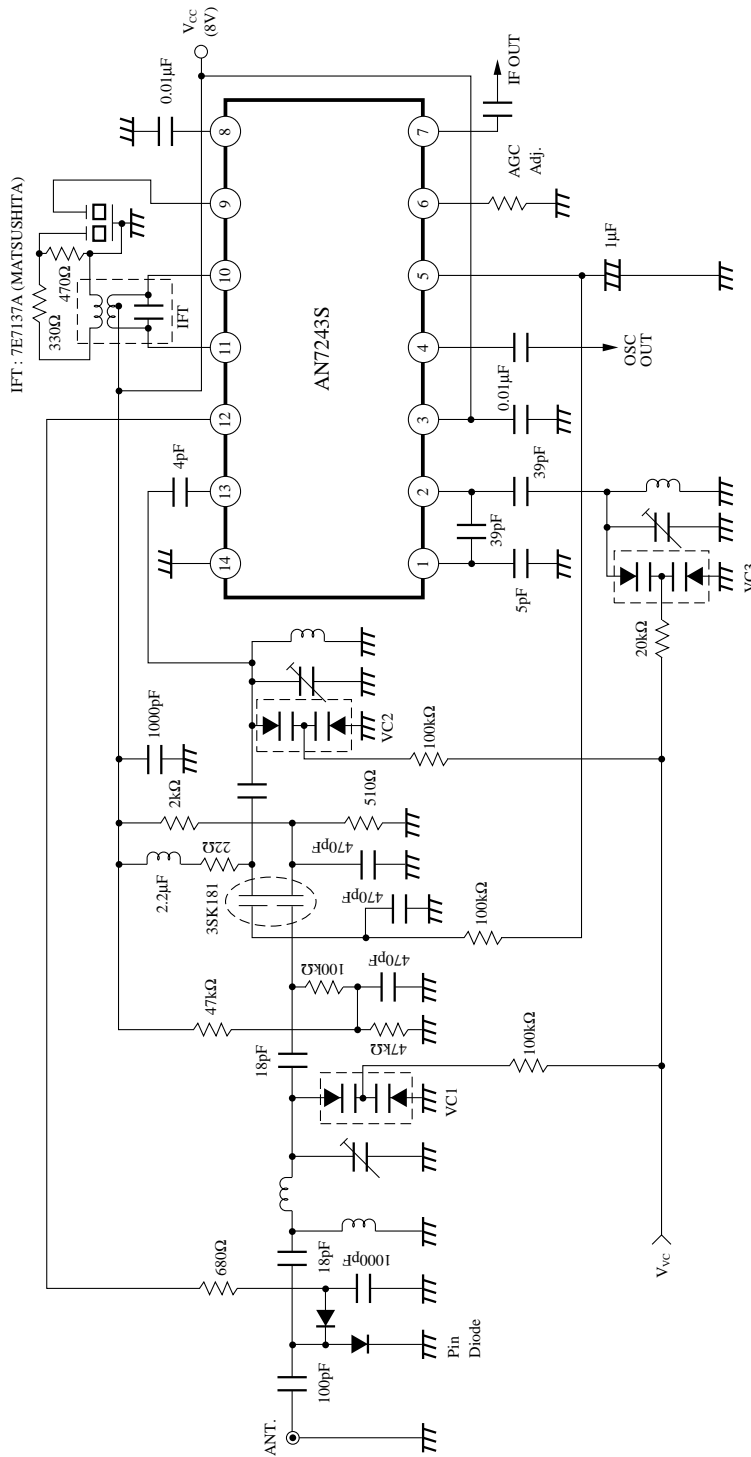 IFT : 7E7137A (MATSUSHITA)
VCC
(8V)
330Ω
470Ω
IFT
0.01μF
680Ω
47kΩ
2.2μF
22Ω
2kΩ
1000pF
4pF
14
13
12
11
10
9
8
3SK181
ANT.
100pF
18pF
1000pF
18pF
100kΩ
47kΩ
470pF
470pF
470pF
510Ω
AN7243S
VC2
VC1
Pin
Diode
1
2
3
4
5
6
7
100kΩ
100kΩ
100kΩ
5pF
39pF
39pF
0.01μF
OSC
OUT
1μF
AGC
Adj.
IF OUT
20kΩ
VC3
VVC